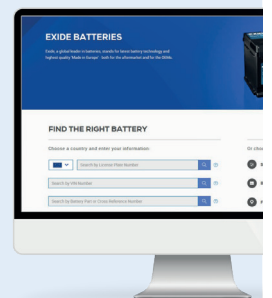 EXIDE BATTERIES
Exide, a global leader in batteries, stands for finest battery technology and
highest quality 'Made in Europe' - both for the aftermarket and for the OEMs.
FIND THE RIGHT BATTERY
Choose a country and enter your information:
Or choo
Search by License Plate Number
Search by VIN Number
Search by Battery Part or Cross-Reference Number